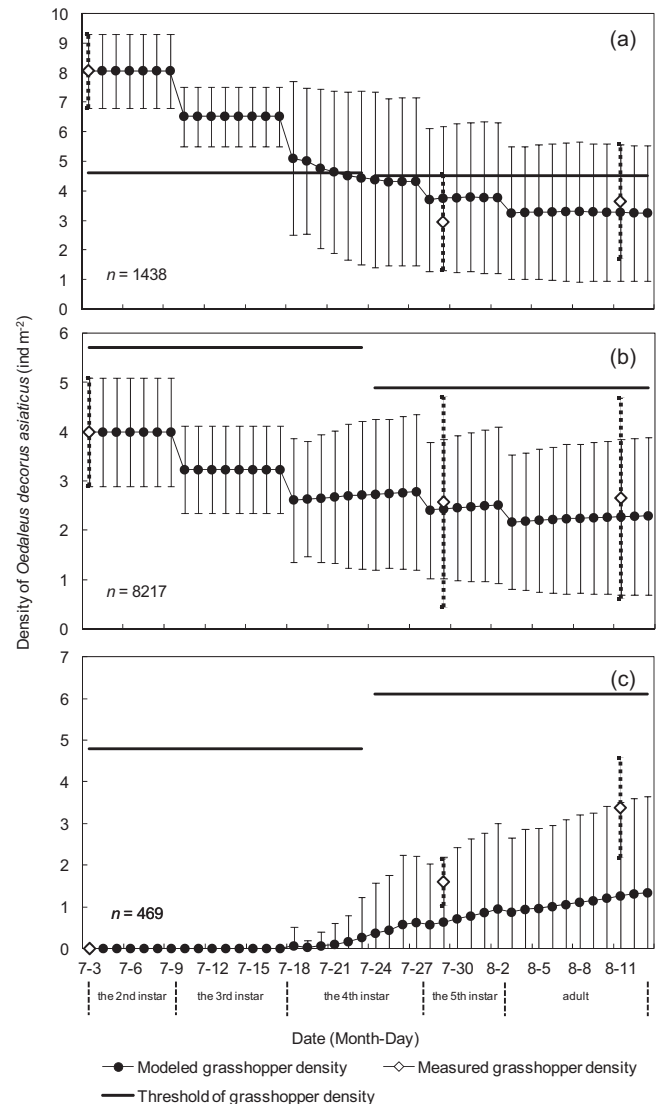 Density of Oedaleus decorus asiaticus (ind m-2)
10
9
8
7
6
5
4
3
2
1
0
(a)
n = 1438
6
5
4
3
2
1
0
(b)
n = 8217
7
6
5
4
3
2
1
0
(c)
n = 469
7-3 7-6 7-9 7-12 7-15 7-18 7-21 7-24 7-27 7-30 8-2 8-5 8-8 8-11
the 2nd instar the 3rd instar the 4th instar the 5th instar adult
Date (Month-Day)
Modeled grasshopper density Measured grasshopper density
Threshold of grasshopper density